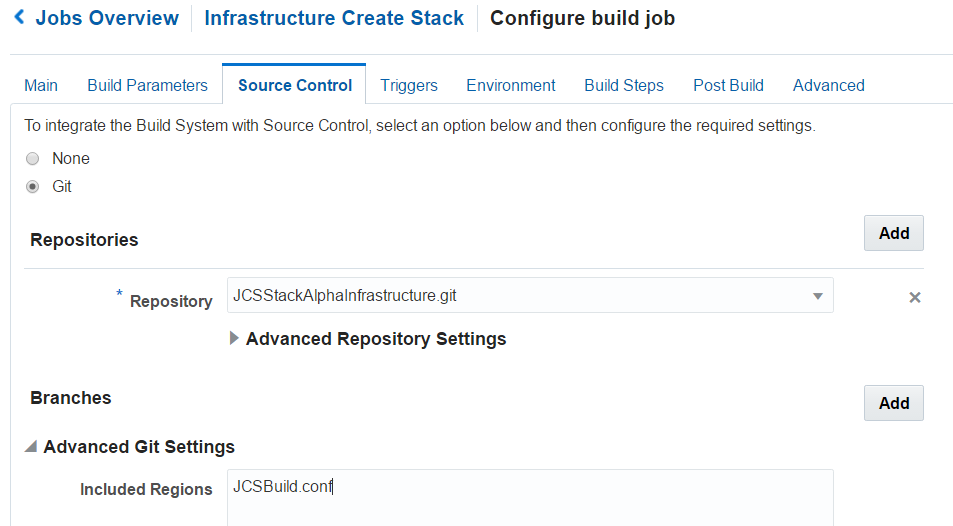 Jobs Overview Infrastructure Create Stack Configure build job
Main Build Parameters Source Control Triggers Environment Build Steps Post Build Advanced
To integrate the Build System with Source Control, select an option below and then configure the required settings.
None
Git
Repositories Add
* Repository JCSStackAlphaInfrastructure.git
Advanced Repository Settings
Branches Add
Advanced Git Settings
Included Regions JCSBuild.conf